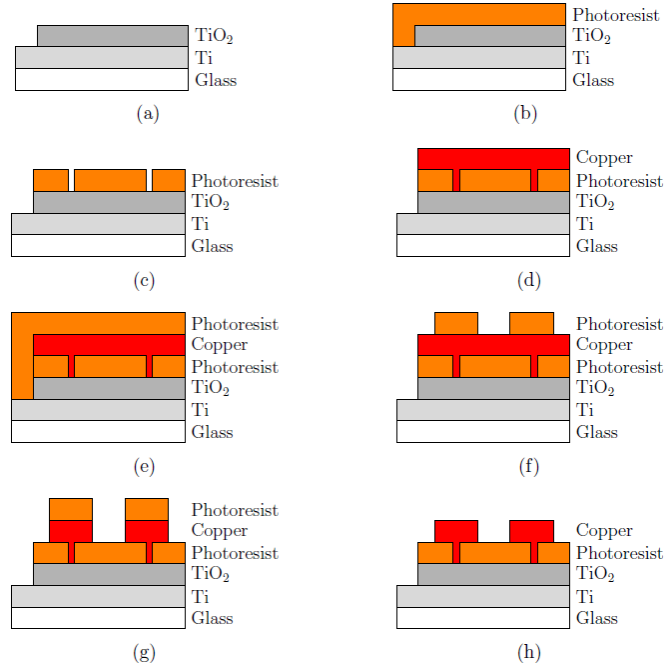 TiO₂
Ti
Glass
(a)
Photoresist
TiO₂
Ti
Glass
(b)
Photoresist
TiO₂
Ti
Glass
(c)
Copper
Photoresist
TiO₂
Ti
Glass
(d)
Photoresist
Copper
Photoresist
TiO₂
Ti
Glass
(e)
Photoresist
Copper
Photoresist
TiO₂
Ti
Glass
(f)
Photoresist
Copper
Photoresist
TiO₂
Ti
Glass
(g)
Copper
Photoresist
TiO₂
Ti
Glass
(h)